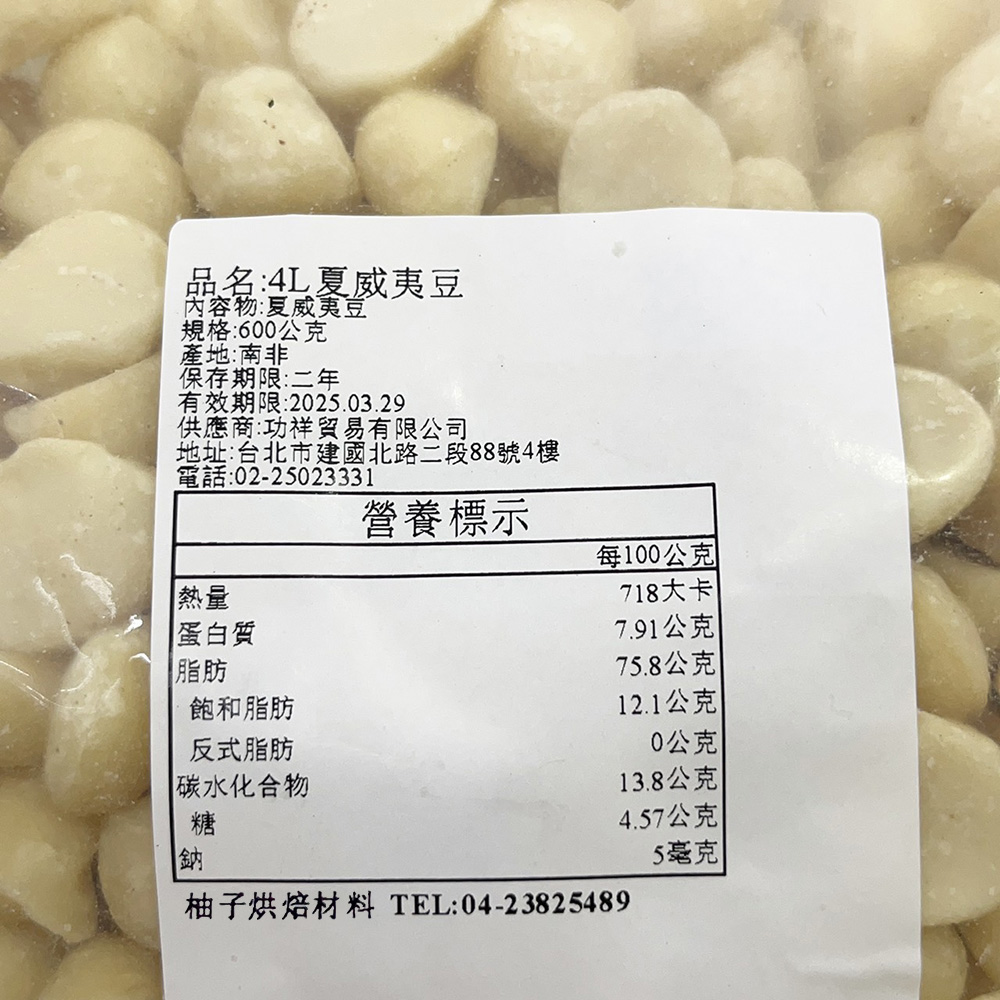 品名:4L夏威夷豆
內容物:夏威夷豆
規格:600公克
產地:南非
保存期限:二年
有效期限:2025.03.29
供應商:功祥貿易有限公司
地址:台北市建國北路二段88號4樓
電話:02-25023331
營養標示
每100公克
熱量 718大卡
蛋白質 7.91公克
脂肪 75.8公克
飽和脂肪 12.1公克
反式脂肪 0公克
碳水化合物 13.8公克
糖 4.57公克
鈉 5毫克
柚子烘焙材料 TEL:04-23825489